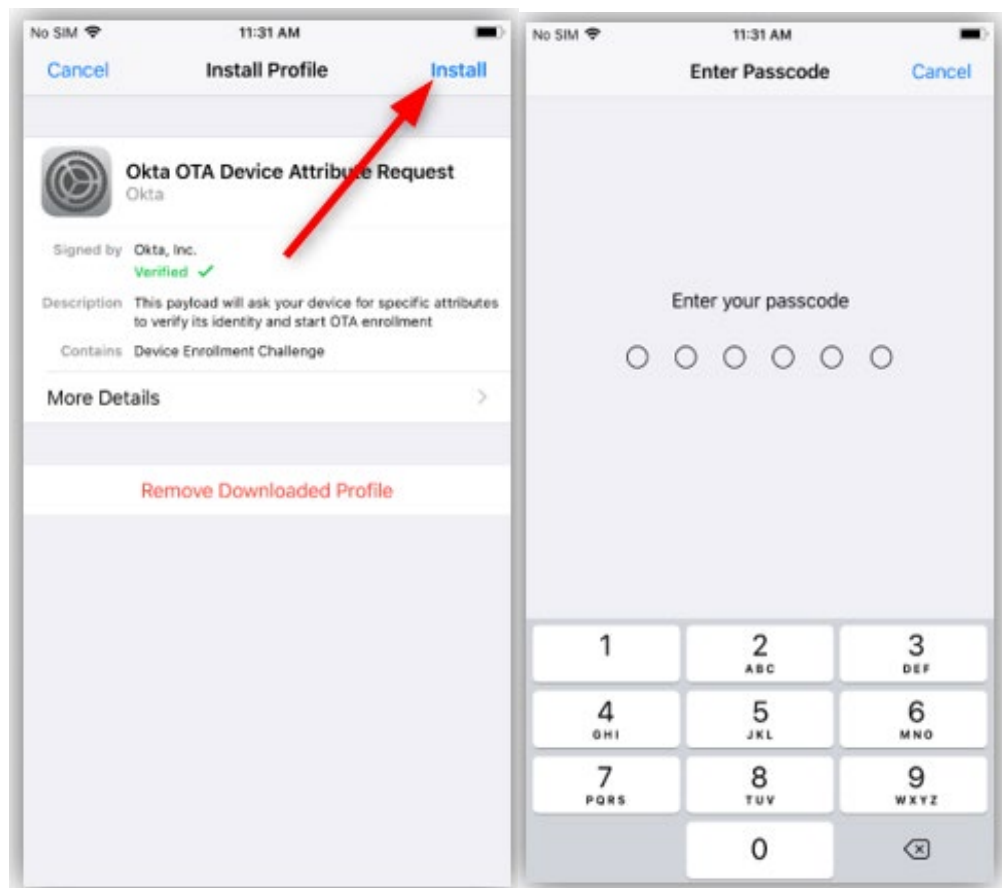 No SIM 11:31 AM
Cancel Install Profile Install
Okta OTA Device Attribute Request
Okta
Signed by Okta, Inc.
Verified ✓
Description This payload will ask your device for specific attributes
to verify its identity and start OTA enrollment
Contains Device Enrollment Challenge
More Details
Remove Downloaded Profile
No SIM 11:31 AM
Enter Passcode Cancel
Enter your passcode
1 2 3
ABC DEF
4 5 6
GHI JKL MNO
7 8 9
PQRS TUV WXYZ
0